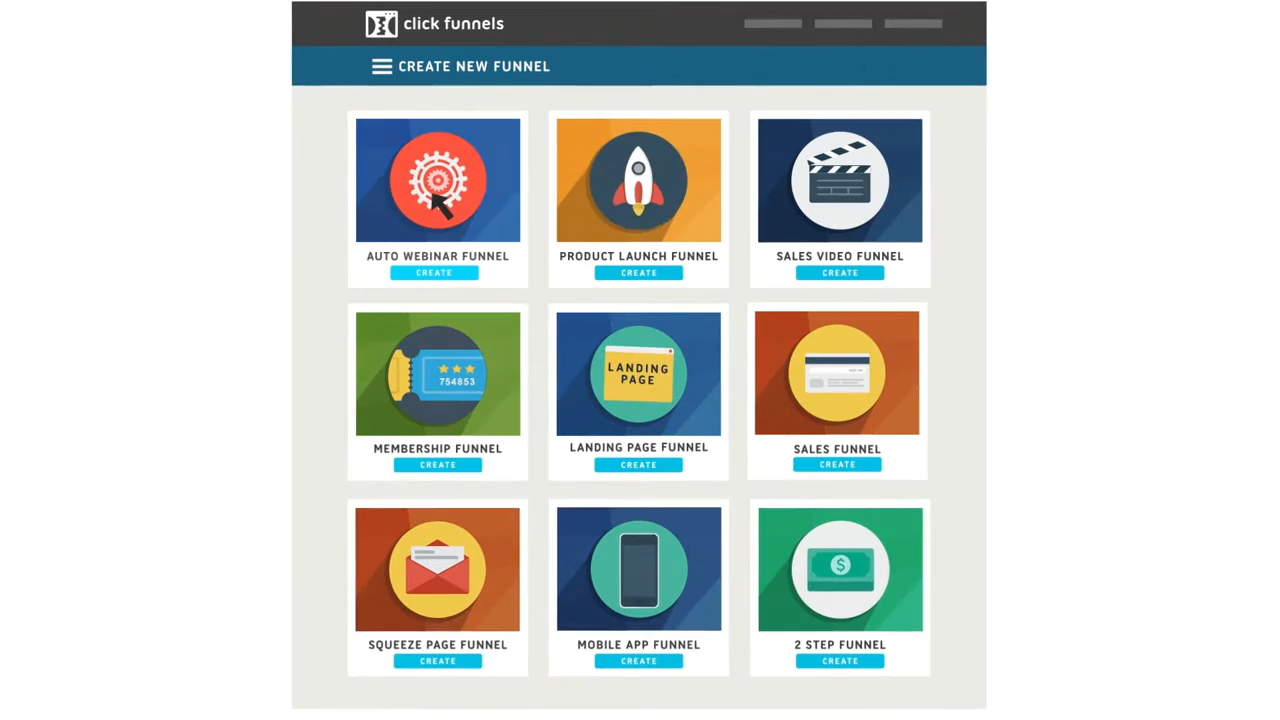 click funnels
CREATE NEW FUNNEL
AUTO WEBINAR FUNNEL
CREATE
PRODUCT LAUNCH FUNNEL
CREATE
SALES VIDEO FUNNEL
CREATE
754853
MEMBERSHIP FUNNEL
CREATE
LANDING
PAGE
LANDING PAGE FUNNEL
CREATE
SALES FUNNEL
CREATE
SQUEEZE PAGE FUNNEL
CREATE
MOBILE APP FUNNEL
CREATE
$
2 STEP FUNNEL
CREATE